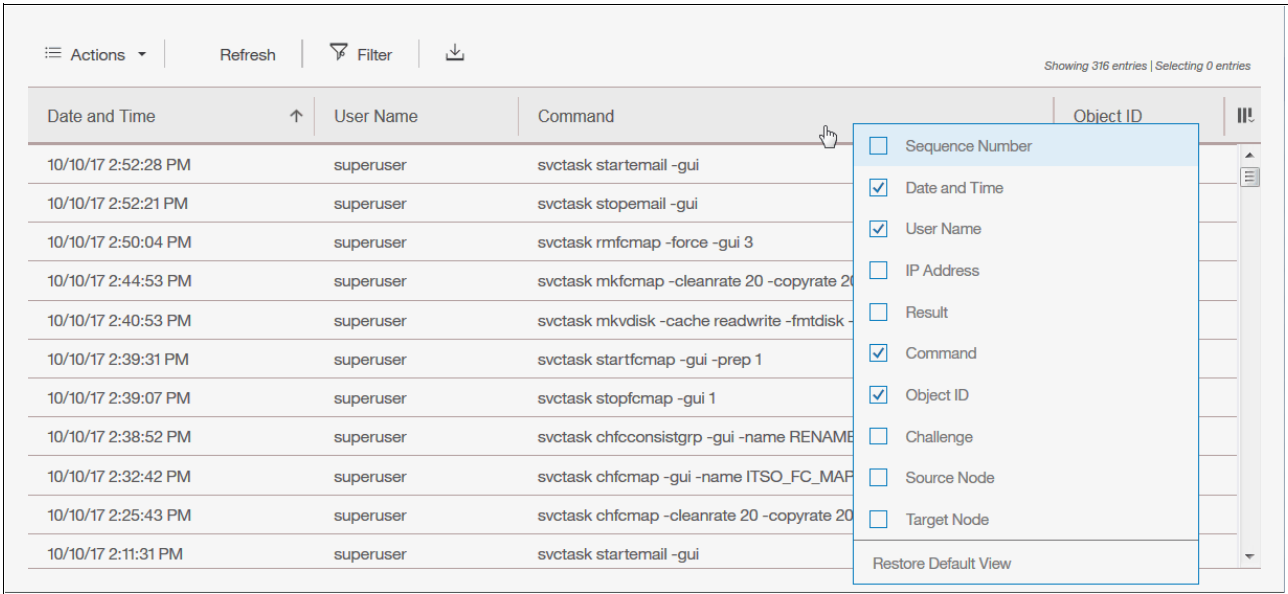 Actions Refresh Filter
Showing 316 entries | Selecting 0 entries
Date and Time User Name Command Object ID
10/10/17 2:52:28 PM superuser svctask startemail -gui
10/10/17 2:52:21 PM superuser svctask stopemail -gui
10/10/17 2:50:04 PM superuser svctask rmfcmap -force -gui 3
10/10/17 2:44:53 PM superuser svctask mkfcmap -cleanrate 20 -copyrate 20
10/10/17 2:40:53 PM superuser svctask mkvdisk -cache readwrite -fmtdisk -
10/10/17 2:39:31 PM superuser svctask startfcmap -gui -prep 1
10/10/17 2:39:07 PM superuser svctask stopfcmap -gui 1
10/10/17 2:38:52 PM superuser svctask chfcconsistgrp -gui -name RENAME
10/10/17 2:32:42 PM superuser svctask chfcmap -gui -name ITSO_FC_MAP
10/10/17 2:25:43 PM superuser svctask chfcmap -cleanrate 20 -copyrate 20
10/10/17 2:11:31 PM superuser svctask startemail -gui
Sequence Number
Date and Time
User Name
IP Address
Result
Command
Object ID
Challenge
Source Node
Target Node
Restore Default View